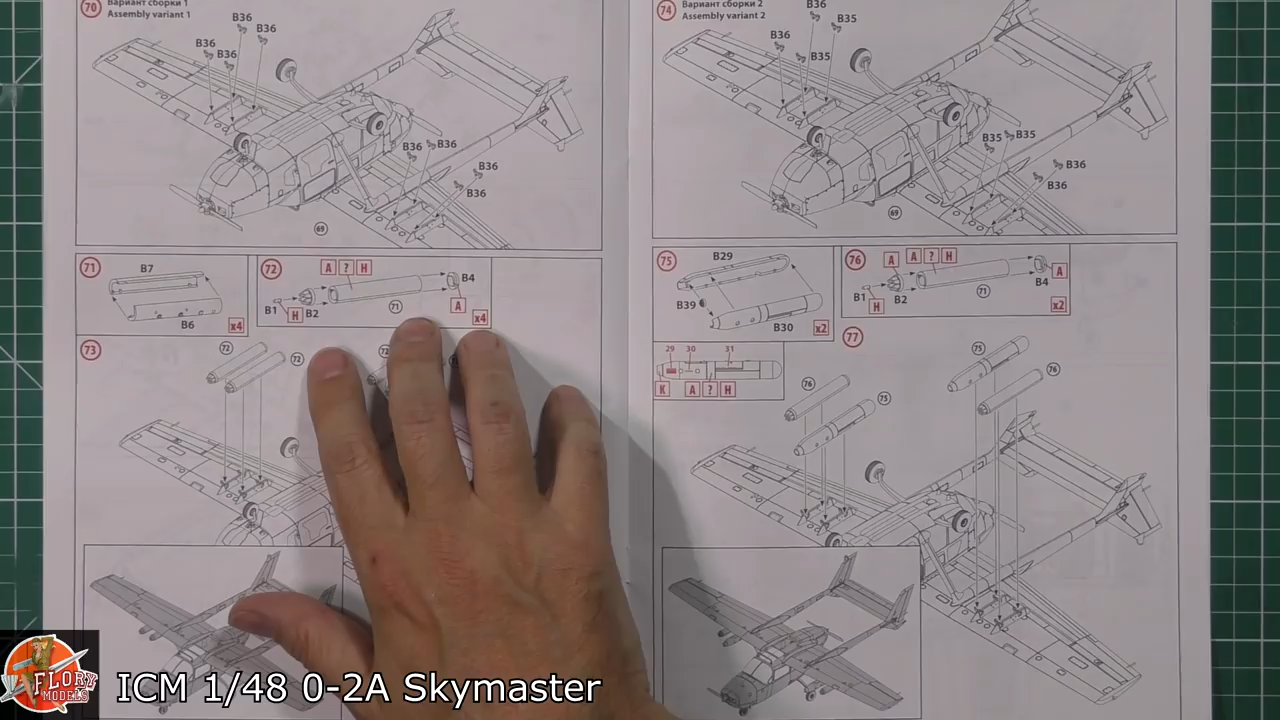 70 Вариант сборки 1
Assembly variant 1
B36
B36
B36
B36
B36
B36
B36
B36
69
71
B7
B6
x4
72
A ? H
B4
B1
H
B2
71
A
x4
73
72
72
72
74 Вариант сборки 2
Assembly variant 2
B36
B35
B36
B35
B35
B35
B36
B36
69
75
B29
B39
B30
x2
76
A
A ? H
B1
H
B2
71
B4
A
x2
29 30 31
K A ? H
77
75
76
76
75
FLORY
MODELS
ICM 1/48 0-2A Skymaster